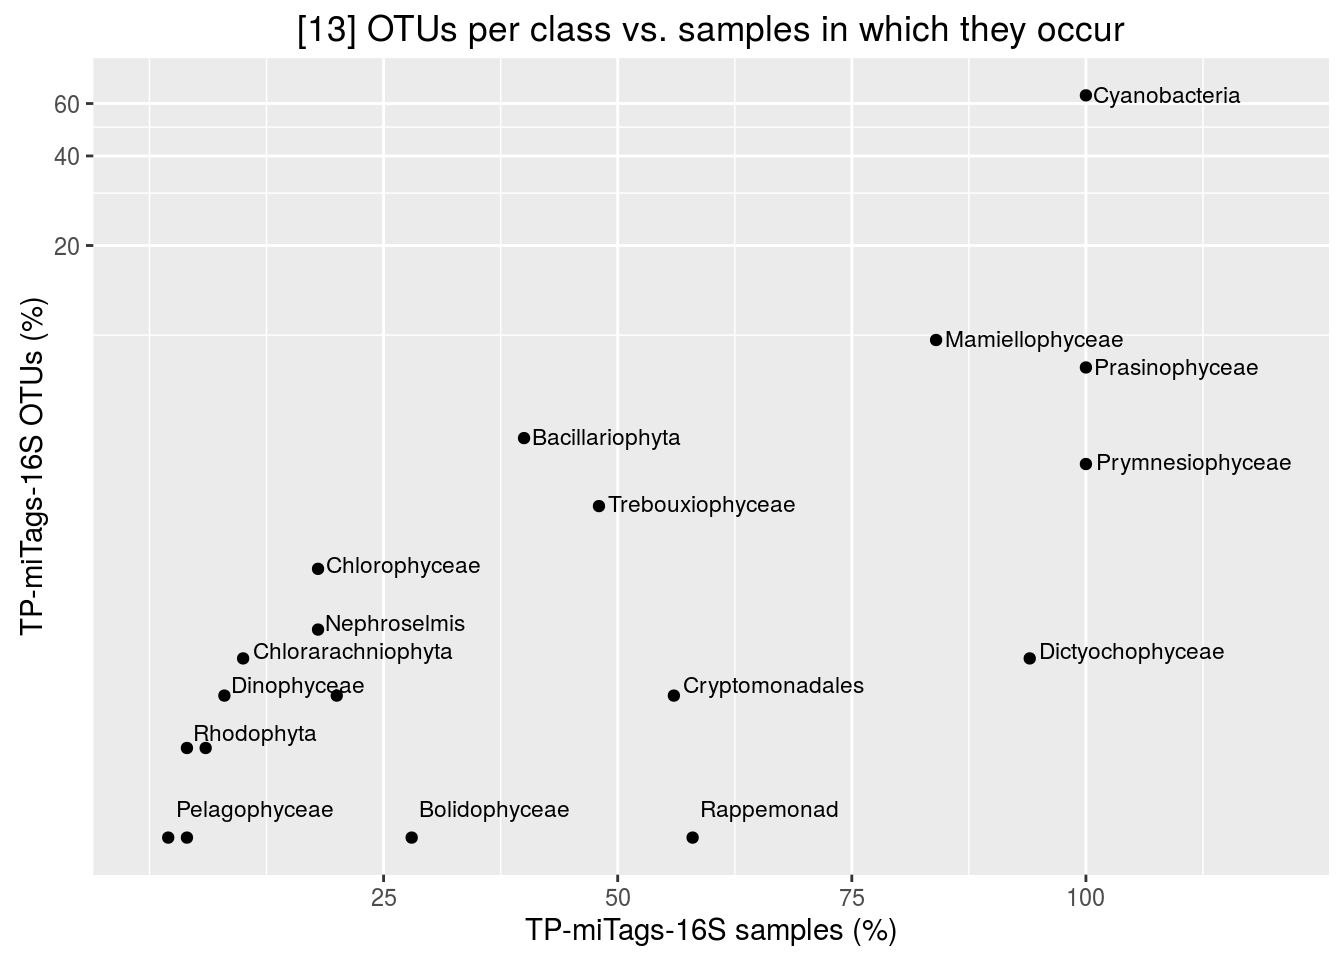 [13] OTUs per class vs. samples in which they occur
Cyanobacteria
60
40
20
Mamiellophyceae
Prasinophyceae
Bacillariophyta
Prymnesiophyceae
Trebouxiophyceae
Chlorophyceae
Nephroselmis
Chlorarachniophyta
Dictyochophyceae
Dinophyceae
Cryptomonadales
Rhodophyta
Pelagophyceae
Bolidophyceae
Rappemonad
TP-miTags-16S OTUs (%)
25
50
75
100
TP-miTags-16S samples (%)